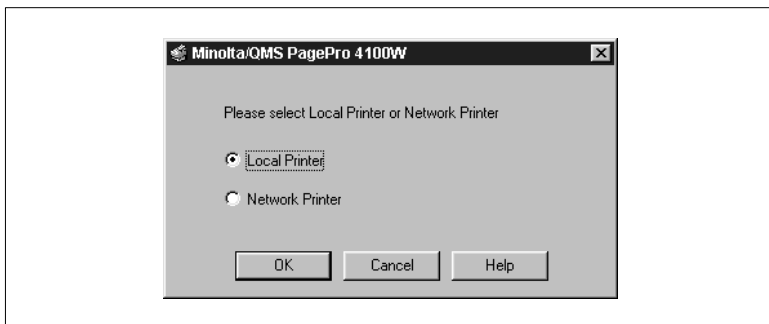 Minolta/QMS PagePro 4100W
Please select Local Printer or Network Printer
Local Printer
Network Printer
OK
Cancel
Help